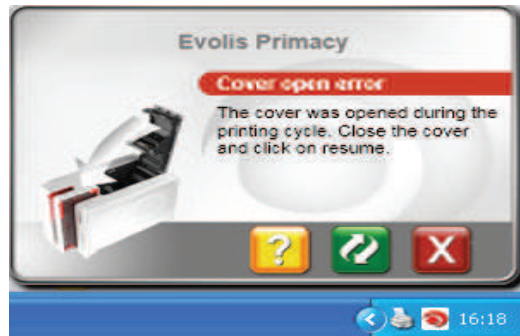 Evolis Primacy
Cover open error
The cover was opened during the
printing cycle. Close the cover
and click on resume.
?
X
16:18